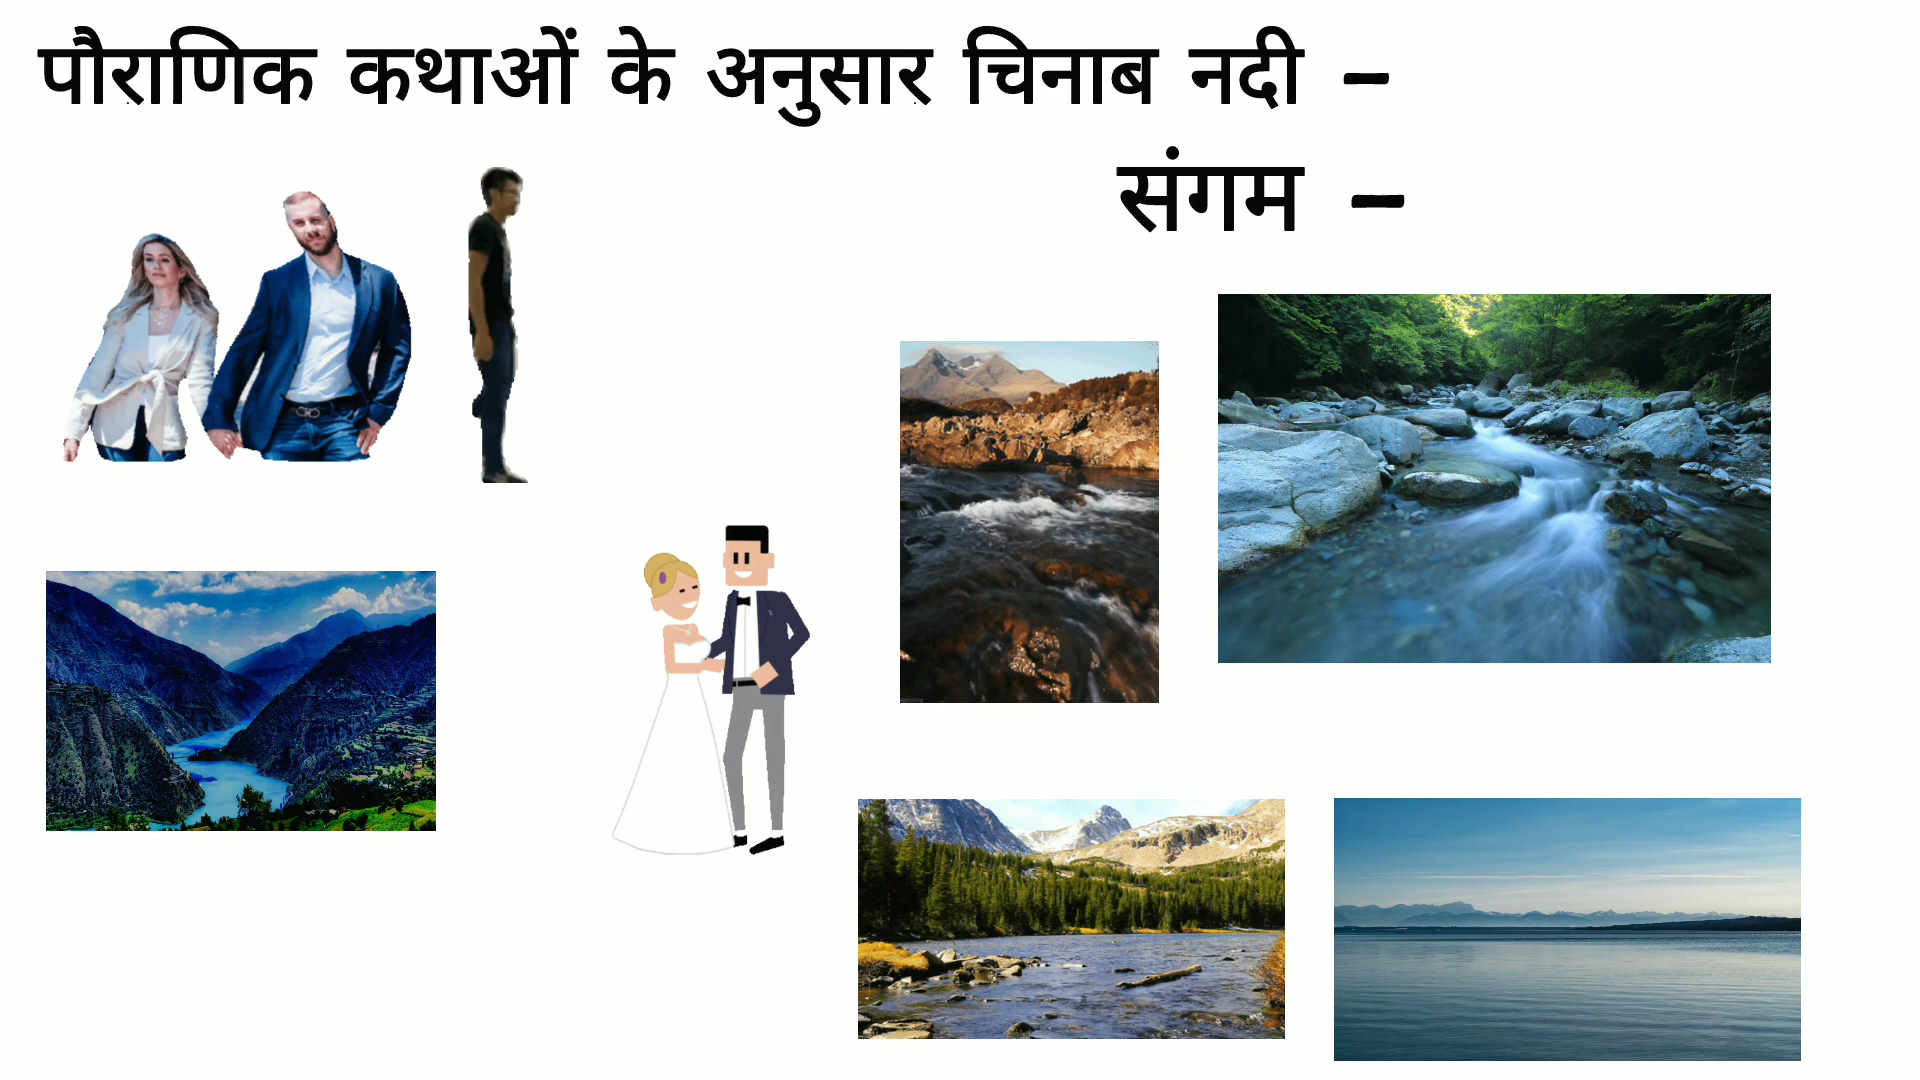 पौराणिक कथाओं के अनुसार चिनाब नदी –
संगम –